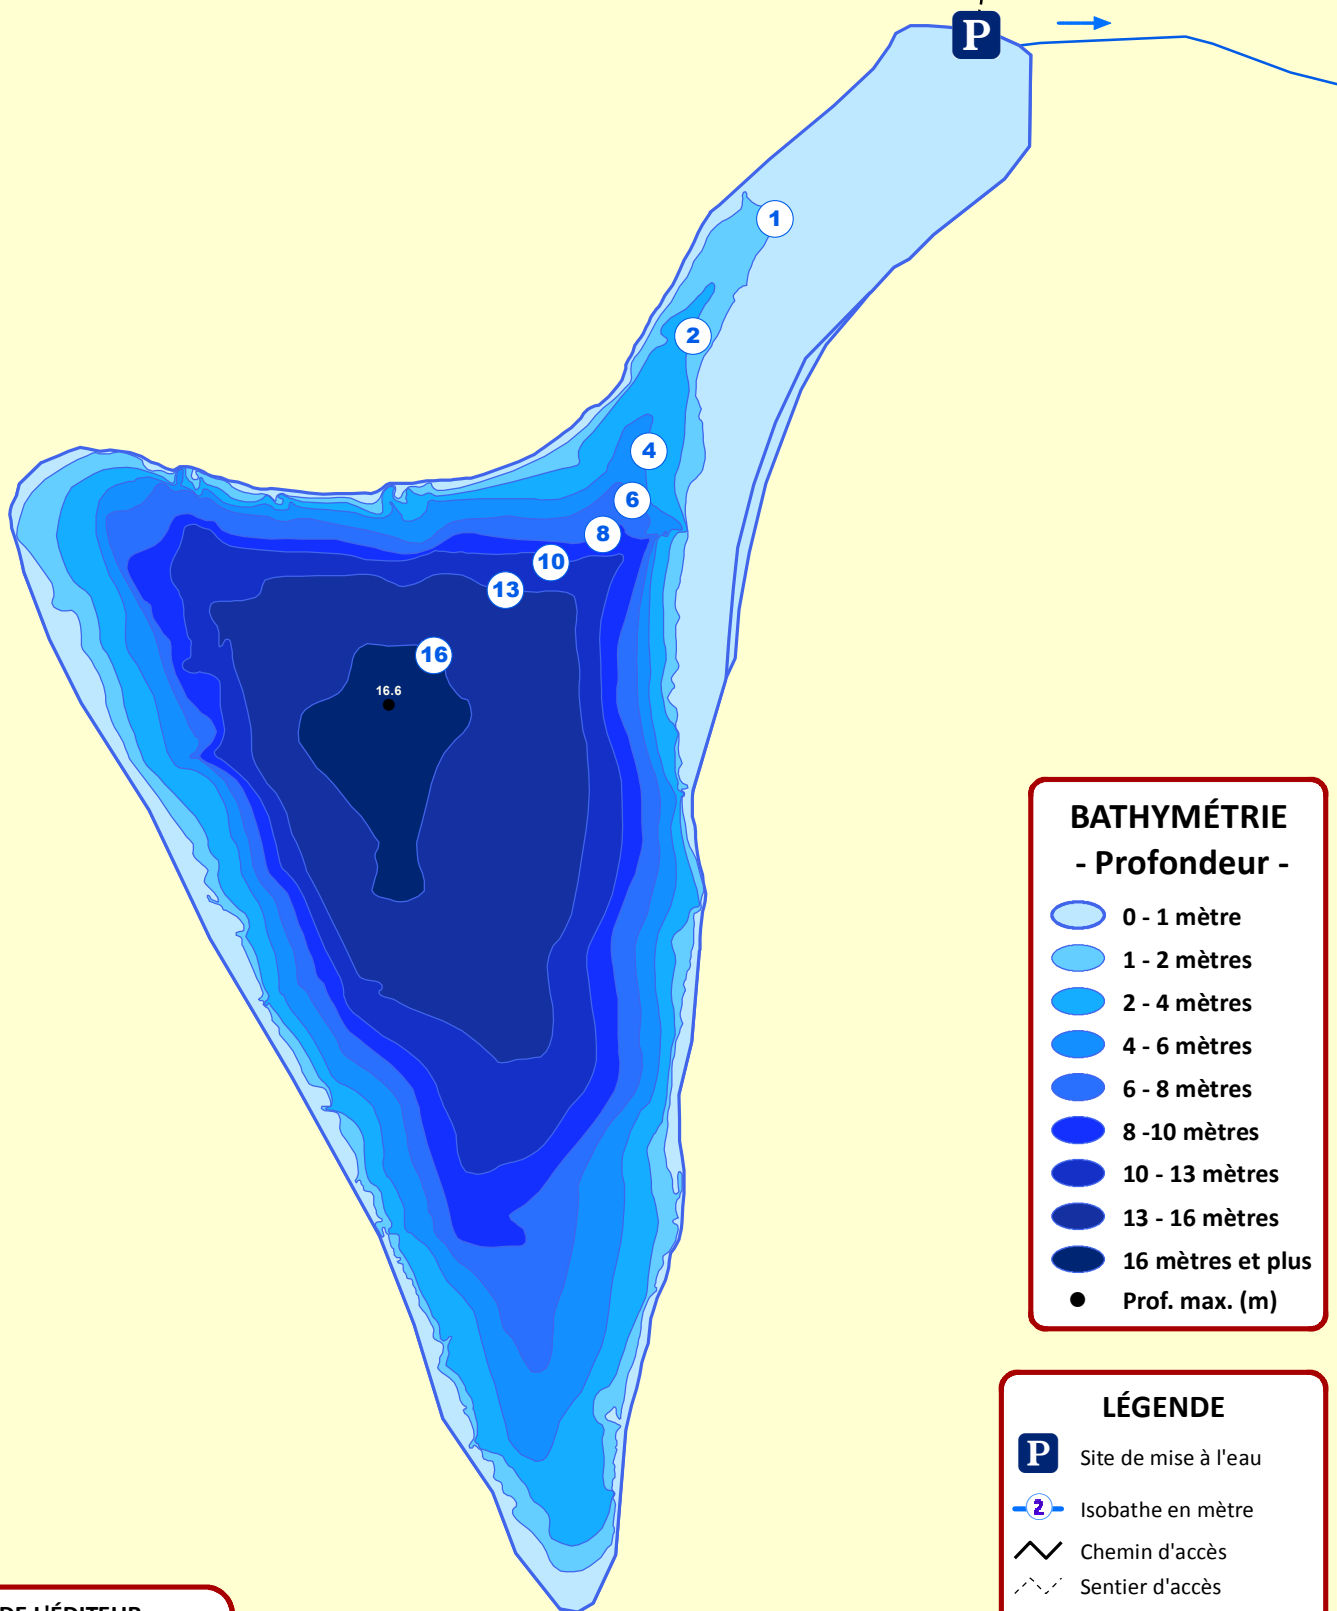 P
1
2
4
6
8
10
13
16
16.6
BATHYMÉTRIE
- Profondeur -
0 - 1 mètre
1 - 2 mètres
2 - 4 mètres
4 - 6 mètres
6 - 8 mètres
8 -10 mètres
10 - 13 mètres
13 - 16 mètres
16 mètres et plus
Prof. max. (m)
LÉGENDE
P Site de mise à l'eau
2 Isobathe en mètre
Chemin d'accès
Sentier d'accès
DE L'ÉDITEUR